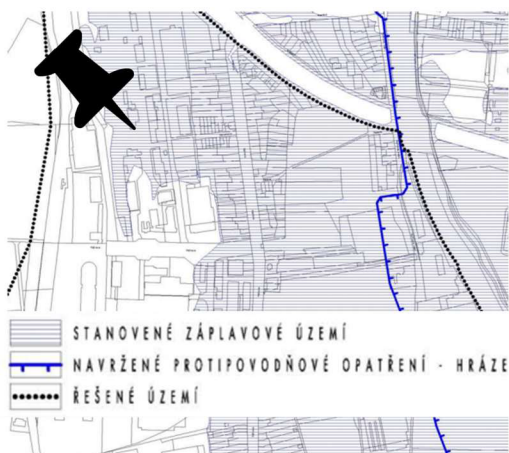 STANOVENÉ ZÁPLAVOVÉ ÚZEMÍ
NAVRŽENÉ PROTIPOVODŇOVÉ OPATŘENÍ - HRÁZE
ŘEŠENÉ ÚZEMÍ